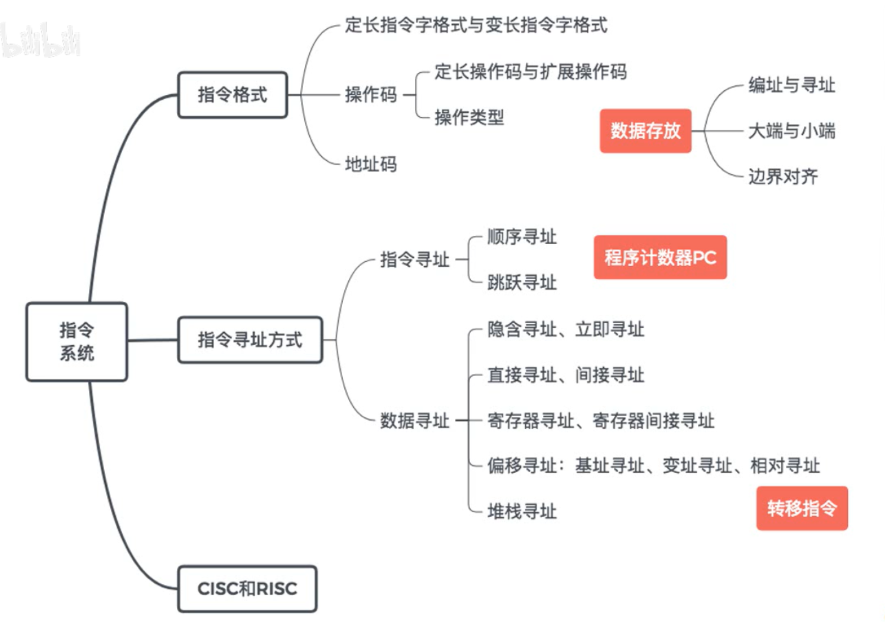 bilibili
定长指令字格式与变长指令字格式
指令格式
操作码
定长操作码与扩展操作码
操作类型
地址码
数据存放
编址与寻址
大端与小端
边界对齐
指令
系统
指令寻址方式
指令寻址
顺序寻址
跳跃寻址
程序计数器PC
数据寻址
隐含寻址、立即寻址
直接寻址、间接寻址
寄存器寻址、寄存器间接寻址
偏移寻址：基址寻址、变址寻址、相对寻址
堆栈寻址
转移指令
CISC和RISC